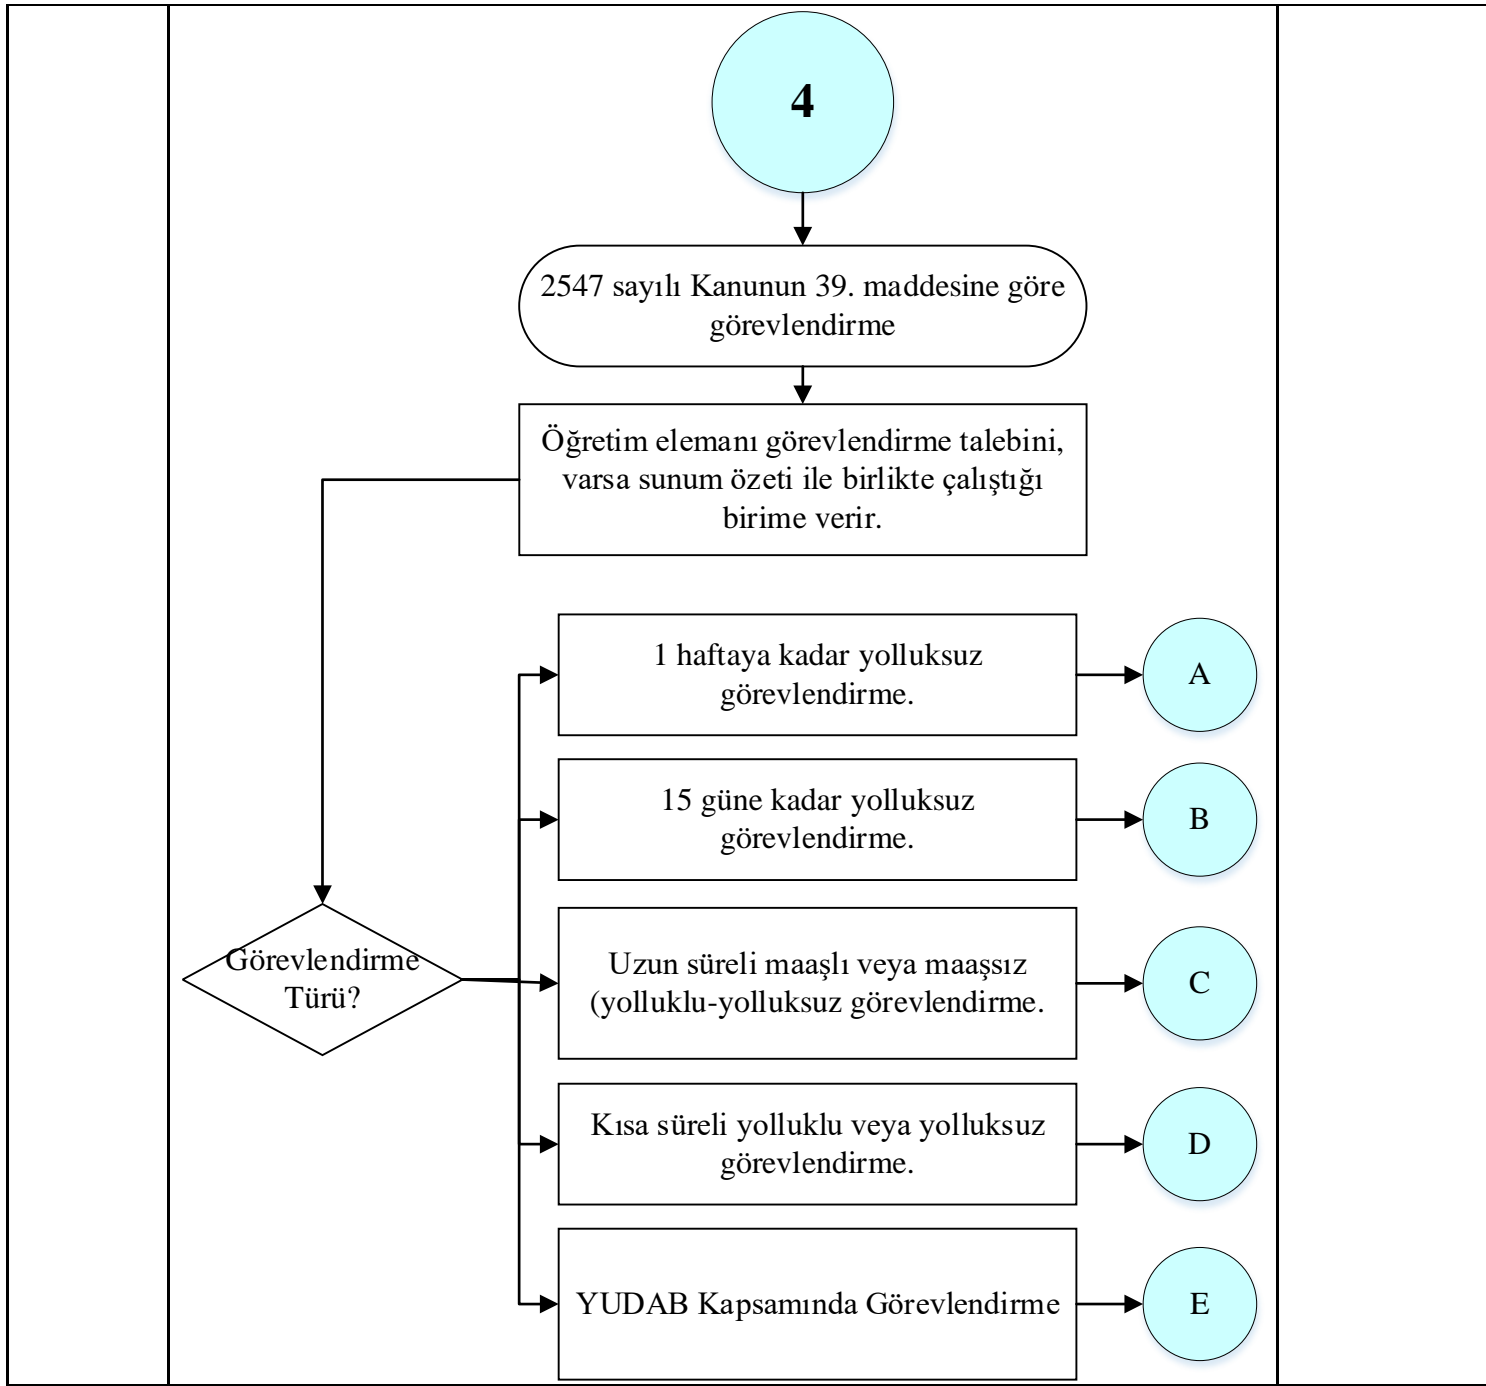 4
2547 sayılı Kanunun 39. maddesine göre
görevlendirme
Öğretim elemanı görevlendirme talebini,
varsa sunum özeti ile birlikte çalıştığı
birime verir.
1 haftaya kadar yolluksuz
görevlendirme.
A
15 güne kadar yolluksuz
görevlendirme.
B
Görevlendirme
Türü?
Uzun süreli maaşlı veya maaşsız
(yolluklu-yolluksuz görevlendirme.
C
Kısa süreli yolluklu veya yolluksuz
görevlendirme.
D
YUDAB Kapsamında Görevlendirme
E